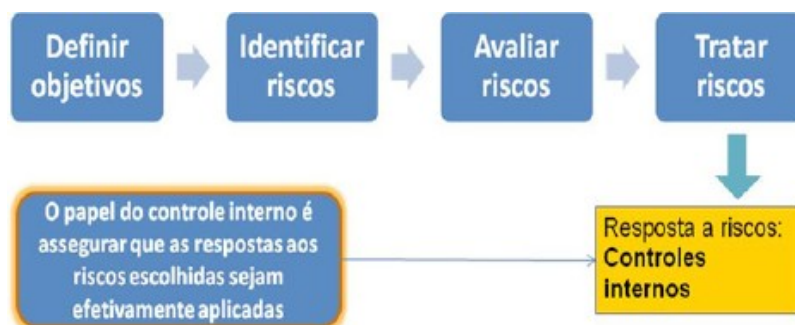 Definir
objetivos
Identificar
riscos
Avaliar
riscos
Tratar
riscos
O papel do controle interno é
assegurar que as respostas aos
riscos escolhidas sejam
efetivamente aplicadas
Resposta a riscos:
Controles
internos